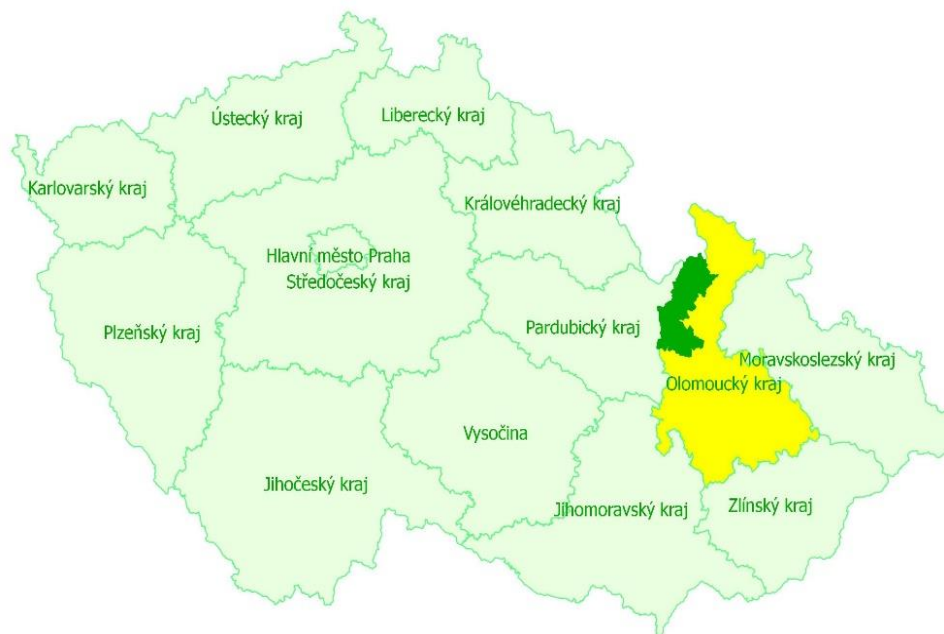 Ústecký kraj
Liberecký kraj
Karlovarský kraj
Královéhradecký kraj
Hlavní město Praha
Středočeský kraj
Plzeňský kraj
Pardubický kraj
Moravskoslezský kraj
Olomoucký kraj
Vysočina
Jihočeský kraj
Jihomoravský kraj
Zlínský kraj